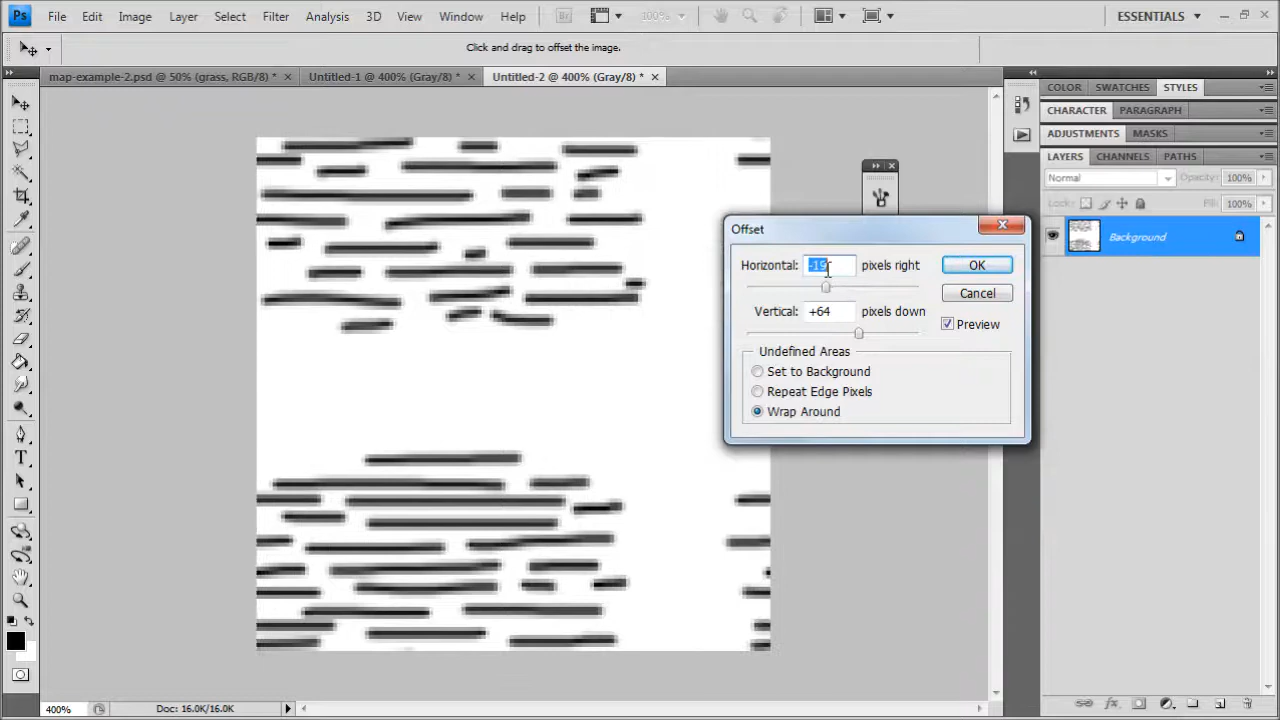 Ps File Edit Image Layer Select Filter Analysis 3D View Window Help Br 100% ESSENTIALS
Click and drag to offset the image.
map-example-2.psd @ 50% (grass, RGB/8) * Untitled-1 @ 400% (Gray/8) * Untitled-2 @ 400% (Gray/8) *
COLOR SWATCHES STYLES
CHARACTER PARAGRAPH
ADJUSTMENTS MASKS
LAYERS CHANNELS PATHS
Normal Opacity: 100%
Lock: Fill: 100%
Background
Offset
Horizontal: -19 pixels right OK
Cancel
Vertical: +64 pixels down
Preview
Undefined Areas
Set to Background
Repeat Edge Pixels
Wrap Around
T
400% Doc: 16.0K/16.0K
fx